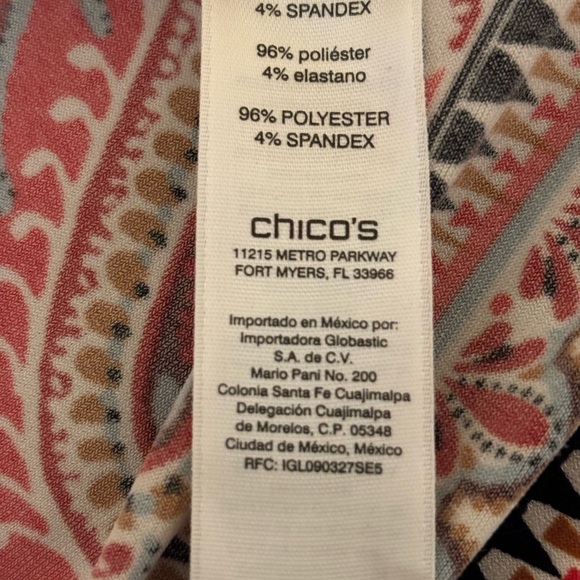 4% SPANDEX
96% poliéster
4% elastano
96% POLYESTER
4% SPANDEX
chico's
11215 METRO PARKWAY
FORT MYERS, FL 33966
Importado en México por:
Importadora Globastic
S.A. de C.V.
Mario Pani No. 200
Colonia Santa Fe Cuajimalpa
Delegación Cuajimalpa
de Morelos, C.P. 05348
Ciudad de México, México
RFC: IGL090327SE5